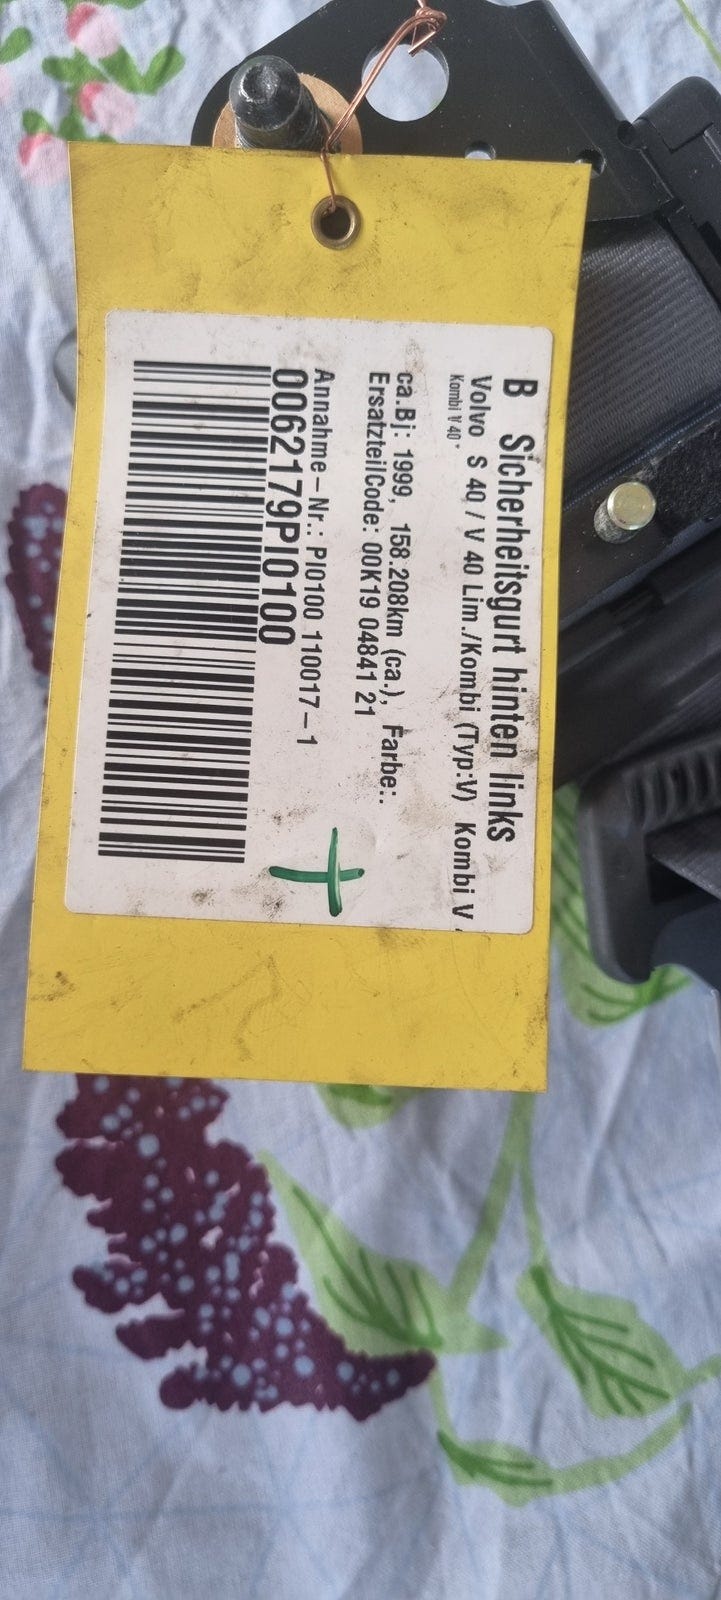 B Sicherheitsgurt hinten links
Volvo S 40 / V 40 Lim./Kombi (Typ:V) Kombi V
Kombi V 40
ca.Bj: 1999, 158.208km (ca.), Farbe:.
ErsatzteilCode: 00K19 04841 21
Annahme-Nr.: PI0100 110017-1
0062179PI0100